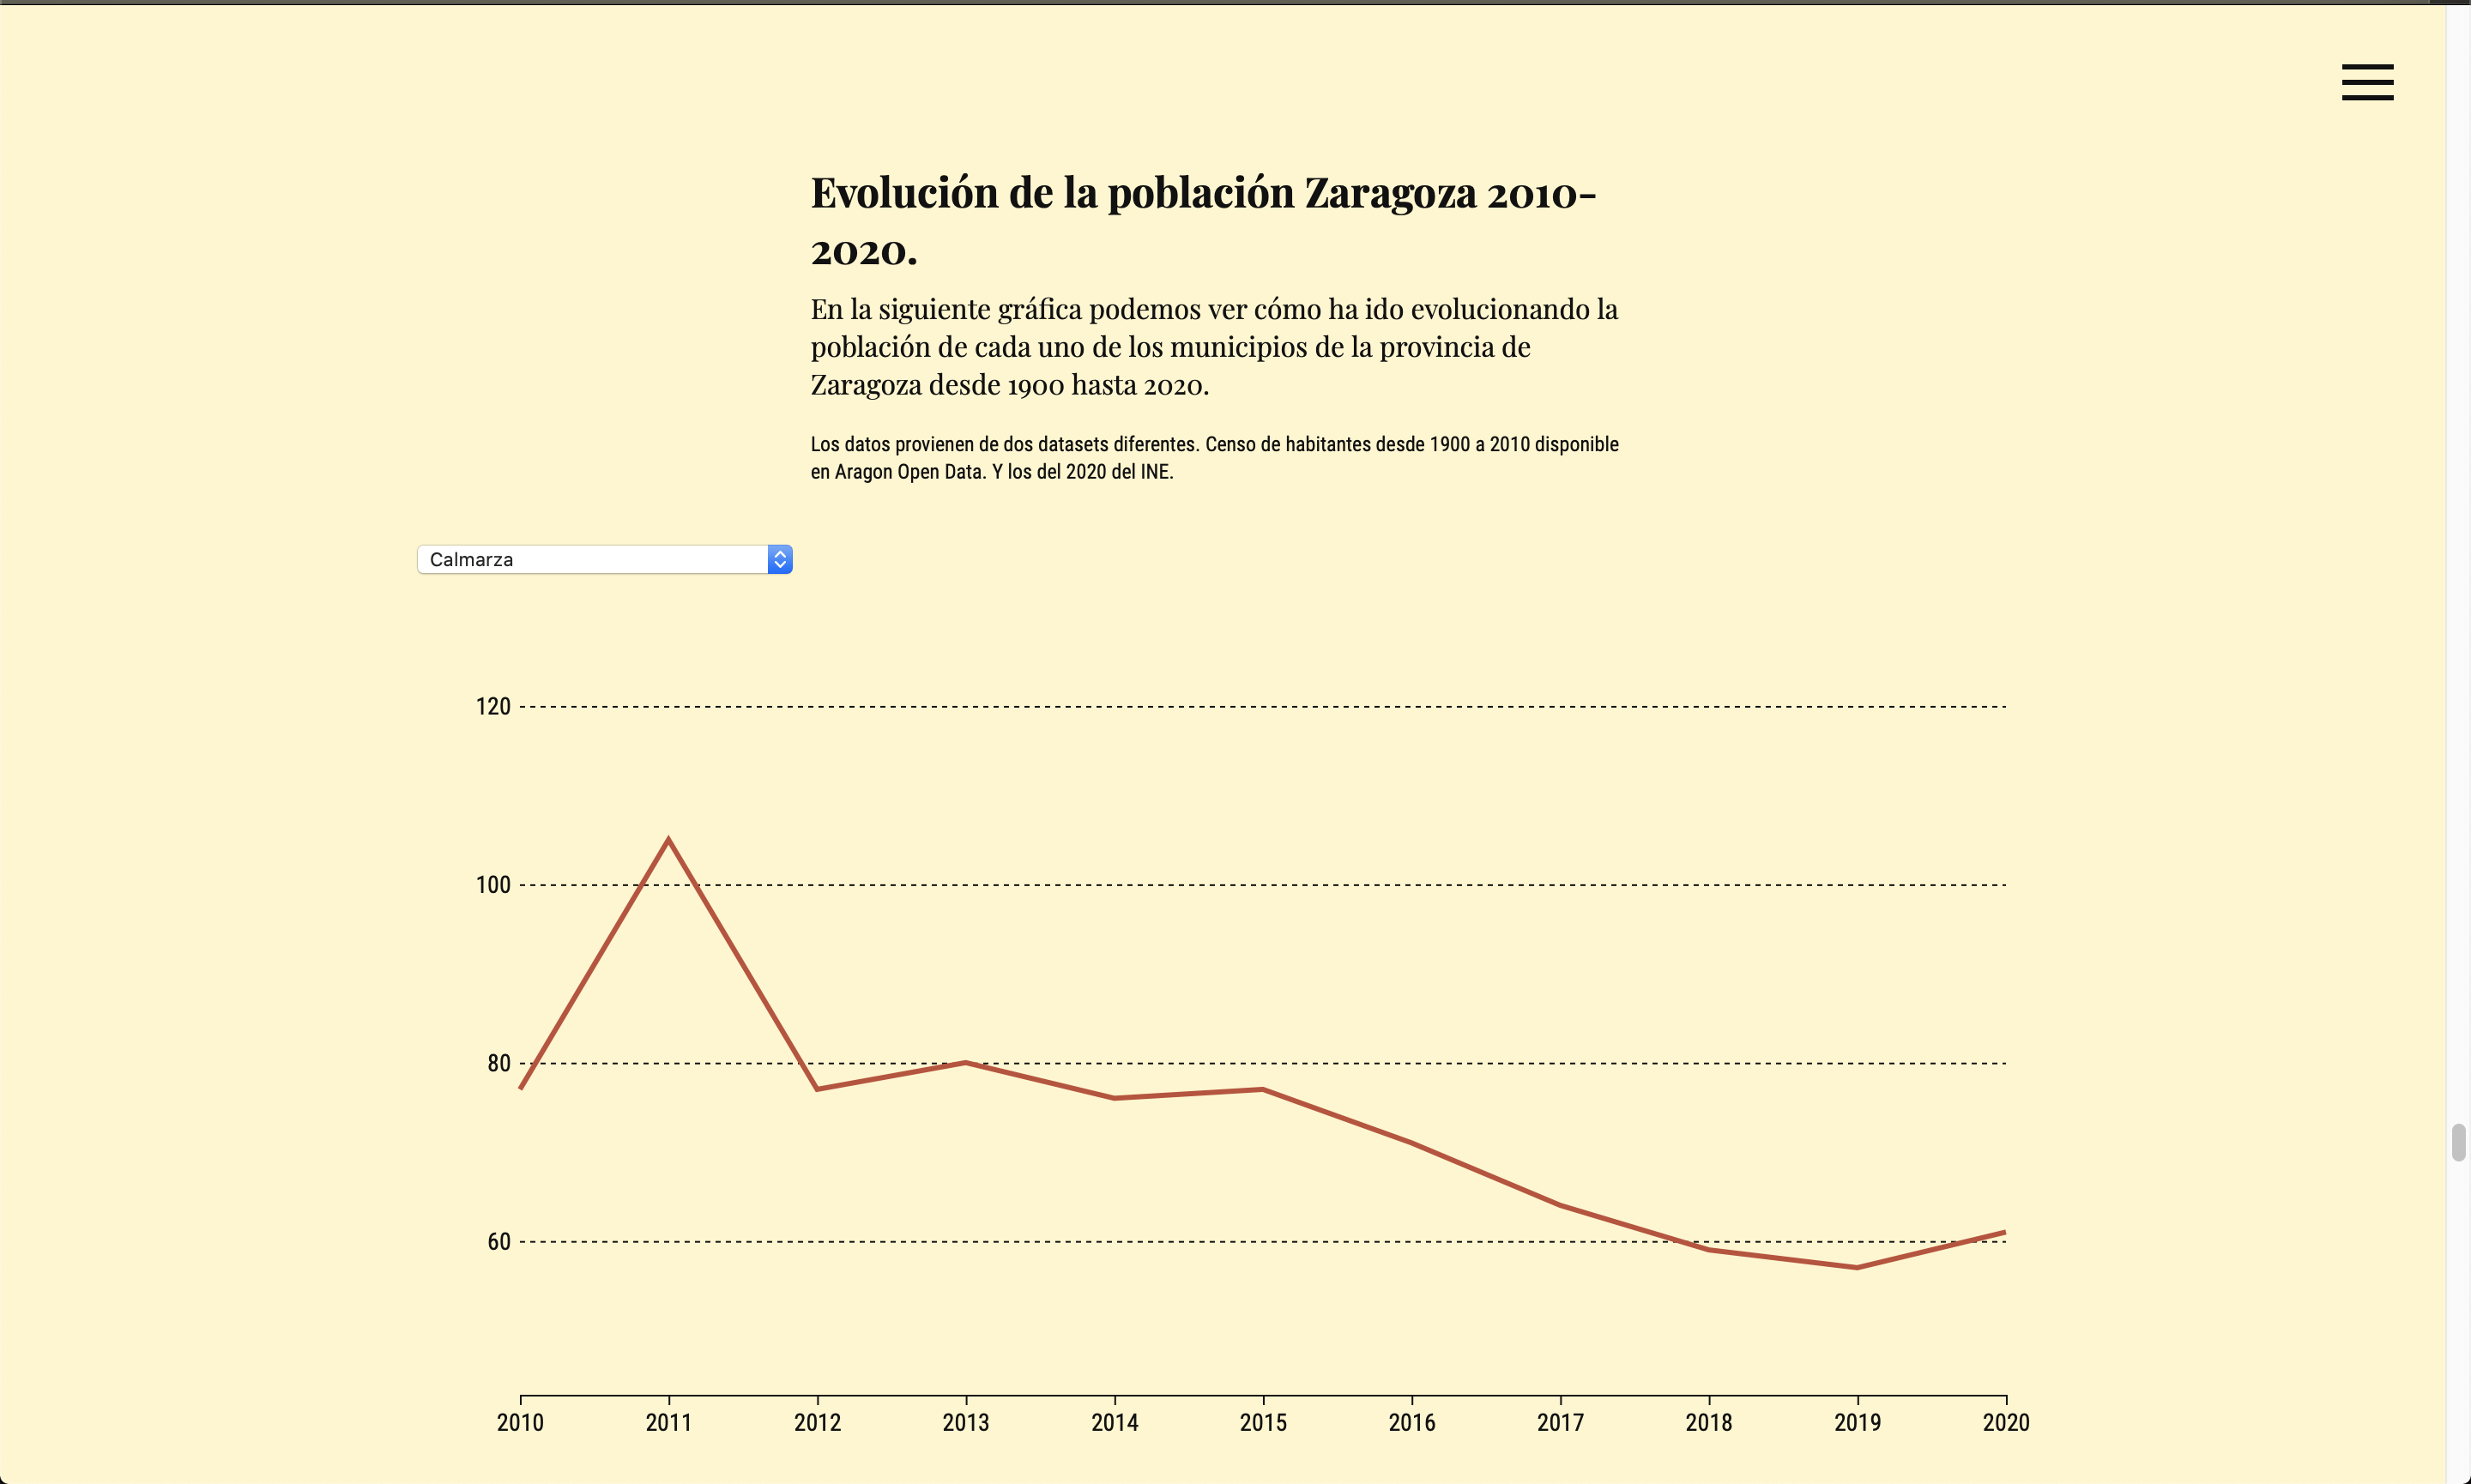 Evolución de la población Zaragoza 2010-
2020.
En la siguiente gráfica podemos ver cómo ha ido evolucionando la
población de cada uno de los municipios de la provincia de
Zaragoza desde 1900 hasta 2020.
Los datos provienen de dos datasets diferentes. Censo de habitantes desde 1900 a 2010 disponible
en Aragon Open Data. Y los del 2020 del INE.
Calmarza
120
100
80
60
2010 2011 2012 2013 2014 2015 2016 2017 2018 2019 2020